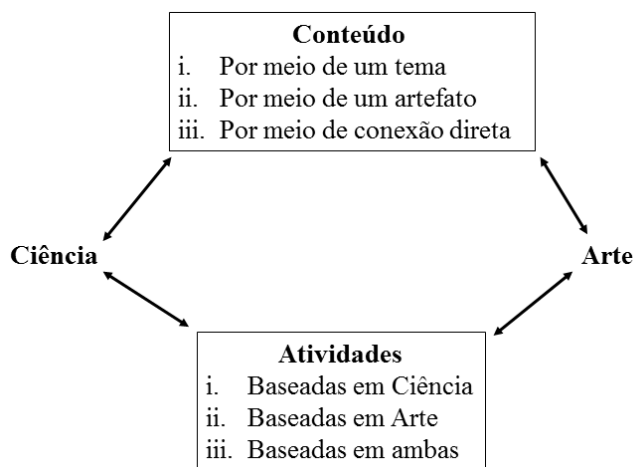 Conteúdo
i. Por meio de um tema
ii. Por meio de um artefato
iii. Por meio de conexão direta
Ciência
Arte
Atividades
i. Baseadas em Ciência
ii. Baseadas em Arte
iii. Baseadas em ambas